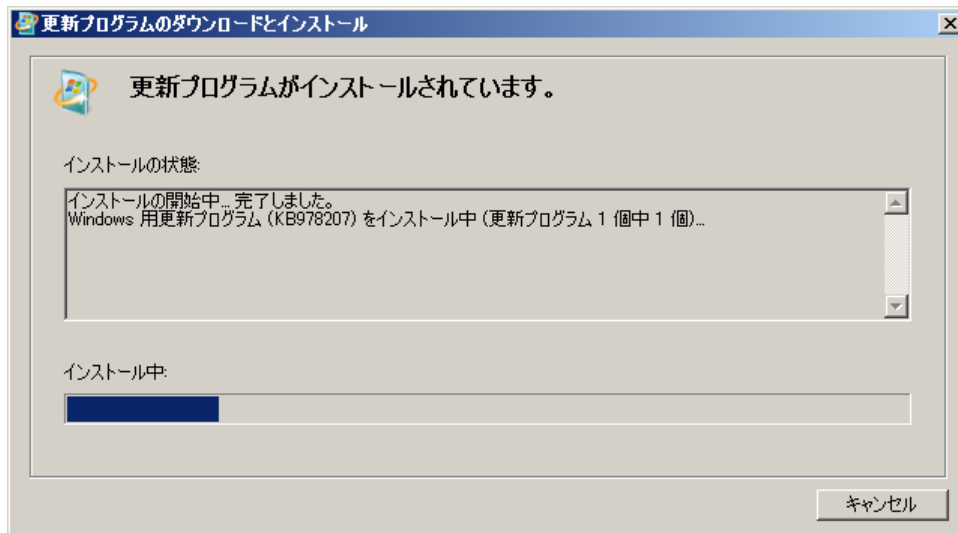 更新プログラムのダウンロードとインストール
更新プログラムがインストールされています。
インストールの状態:
インストールの開始中... 完了しました。
Windows 用更新プログラム (KB978207) をインストール中 (更新プログラム 1 個中 1 個)...
インストール中:
キャンセル